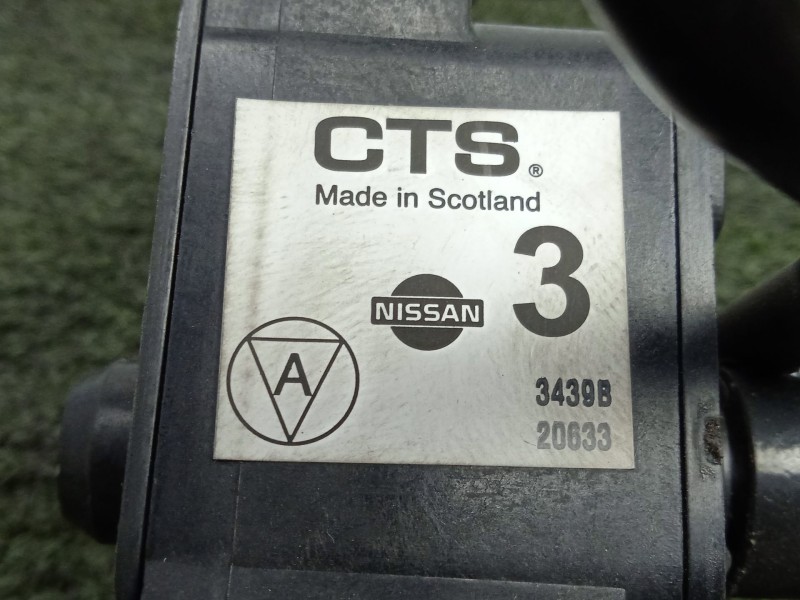 CTS®
Made in Scotland
3
NISSAN
A
3439B
20633